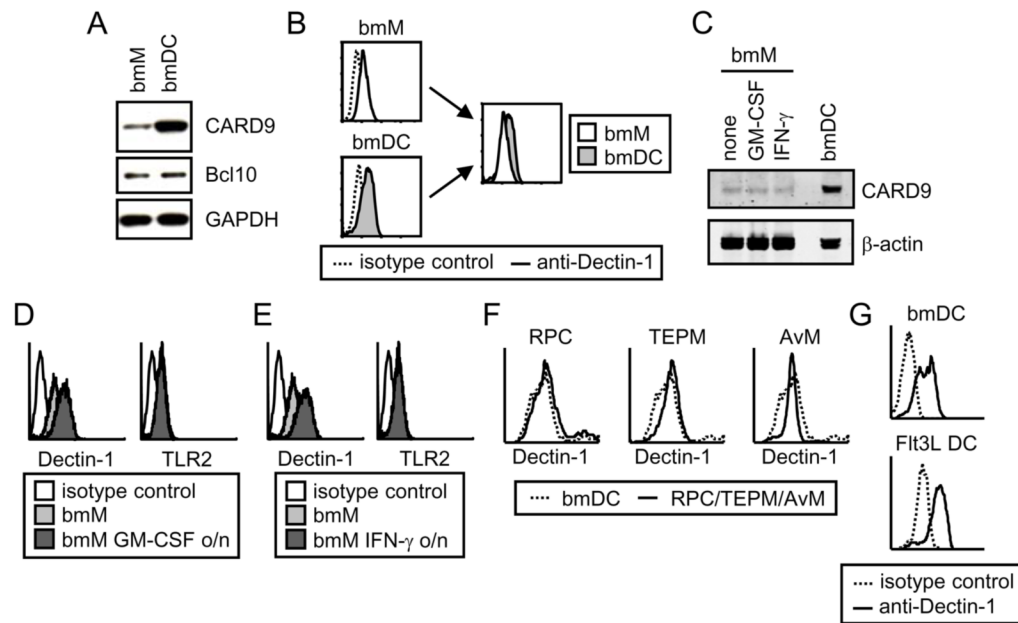 A
bmM
bmDC
CARD9
Bcl10
GAPDH
B
bmM
bmDC
bmM
bmDC
isotype control anti-Dectin-1
C
bmM
none
GM-CSF
IFN-γ
bmDC
CARD9
β-actin
D
Dectin-1 TLR2
isotype control
bmM
bmM GM-CSF o/n
E
Dectin-1 TLR2
isotype control
bmM
bmM IFN-γ o/n
F
RPC TEPM AvM
Dectin-1 Dectin-1 Dectin-1
bmDC RPC/TEPM/AvM
G
bmDC
Flt3L DC
isotype control
anti-Dectin-1